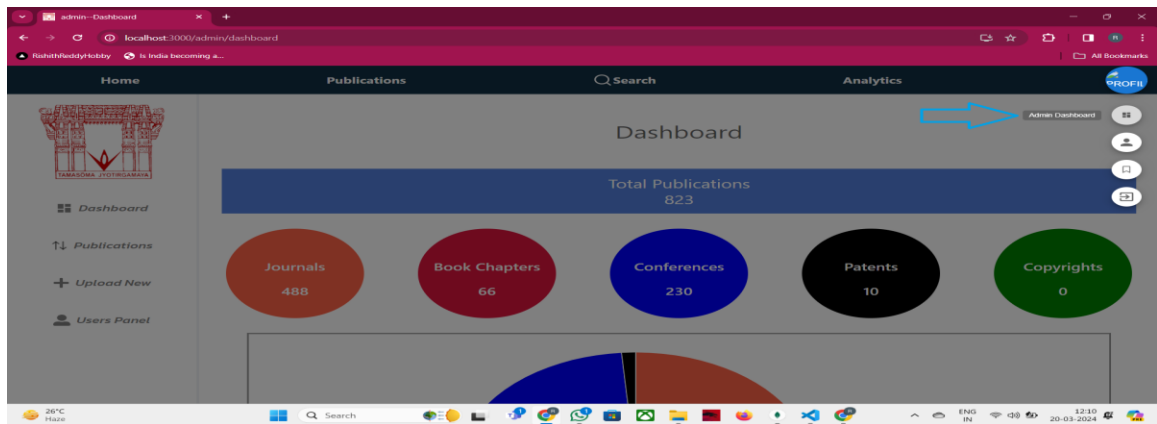 admin--Dashboard
localhost:3000/admin/dashboard
R
RishithReddyHobby Is India becoming a...
All Bookmarks
Home Publications Search Analytics
PROFIL
Admin Dashboard
Dashboard
TAMASOMA JYOTIRGAMAYA
Total Publications
823
Dashboard
Publications
Upload New
Users Panel
Journals
488
Book Chapters
66
Conferences
230
Patents
10
Copyrights
0
26°C
Haze
Search
ENG
IN
12:10
20-03-2024